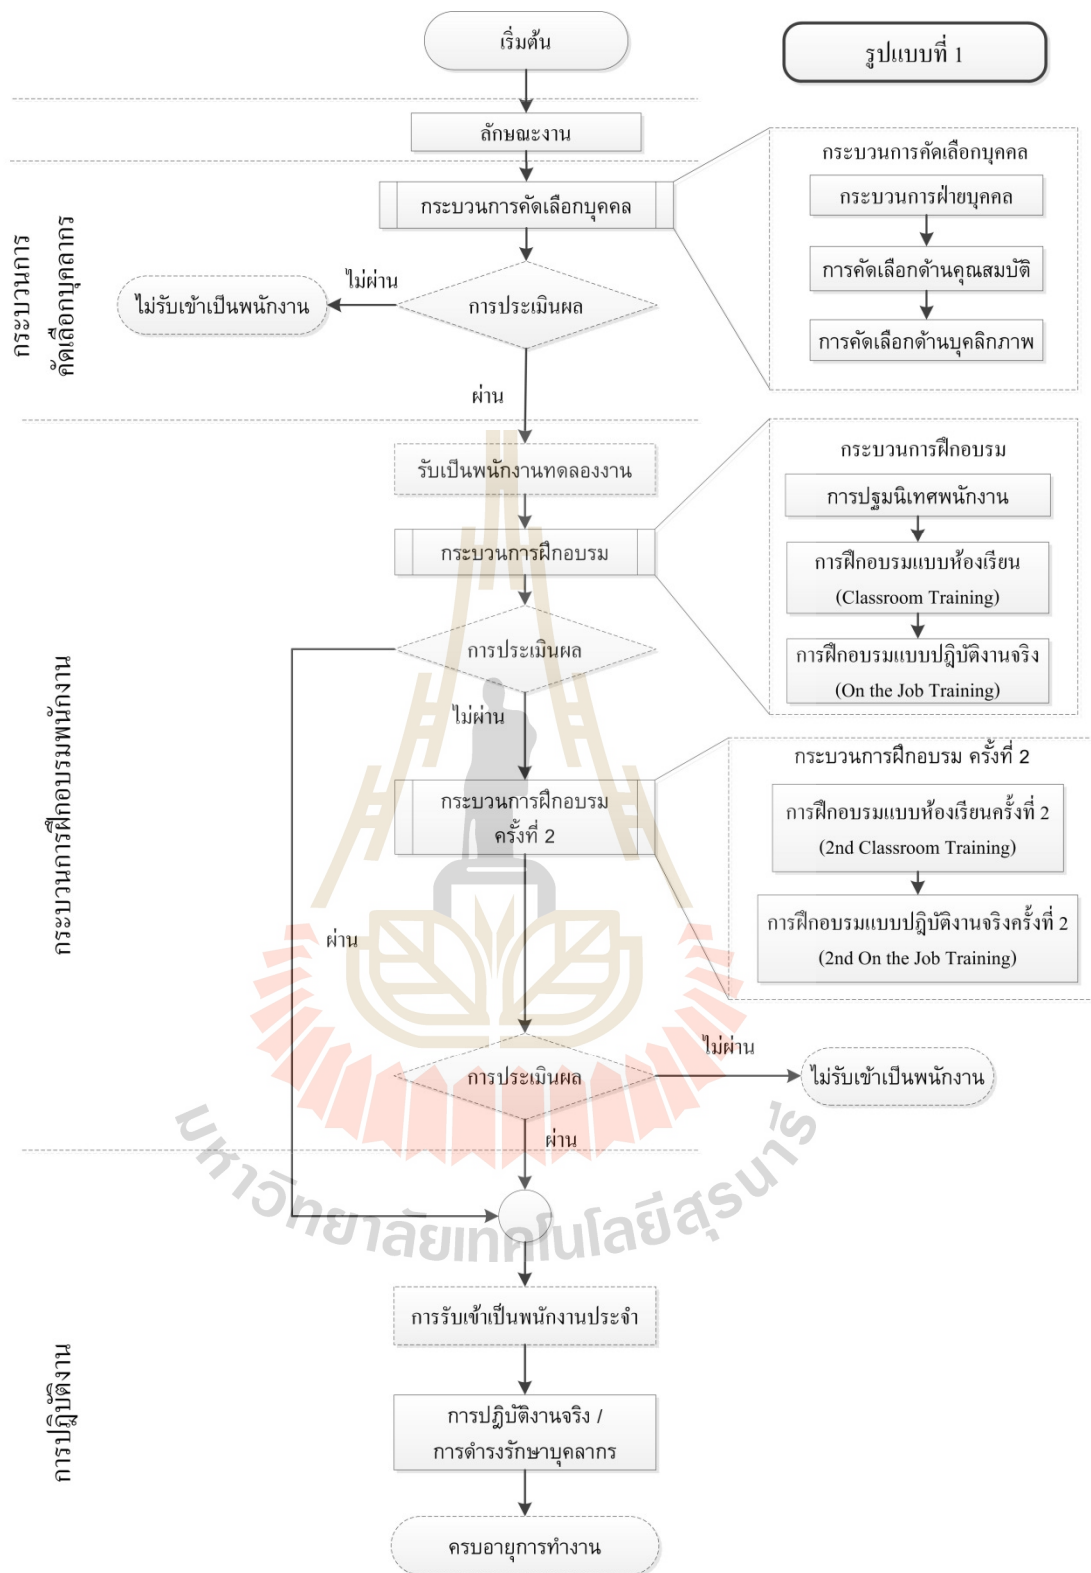 เริ่มต้น
รูปแบบที่ 1
ลักษณะงาน
กระบวนการคัดเลือกบุคคล
กระบวนการคัดเลือกบุคคล
กระบวนการฝ่ายบุคคล
การคัดเลือกด้านคุณสมบัติ
การคัดเลือกด้านบุคลิกภาพ
กระบวนการ
คัดเลือกบุคลากร
ไม่ผ่าน
ไม่รับเข้าเป็นพนักงาน
การประเมินผล
ผ่าน
รับเป็นพนักงานทดลองงาน
กระบวนการฝึกอบรม
กระบวนการฝึกอบรม
การปฐมนิเทศพนักงาน
การฝึกอบรมแบบห้องเรียน
(Classroom Training)
การฝึกอบรมแบบปฏิบัติงานจริง
(On the Job Training)
การประเมินผล
ไม่ผ่าน
กระบวนการฝึกอบรมพนักงาน
กระบวนการฝึกอบรม
ครั้งที่ 2
กระบวนการฝึกอบรม ครั้งที่ 2
การฝึกอบรมแบบห้องเรียนครั้งที่ 2
(2nd Classroom Training)
การฝึกอบรมแบบปฏิบัติงานจริงครั้งที่ 2
(2nd On the Job Training)
ผ่าน
การประเมินผล
ไม่ผ่าน
ไม่รับเข้าเป็นพนักงาน
ผ่าน
มหาวิทยาลัยเทคโนโลยีสุรนารี
การรับเข้าเป็นพนักงานประจำ
การปฏิบัติงาน
การปฏิบัติงานจริง /
การดำรงรักษาบุคลากร
ครบอายุการทำงาน